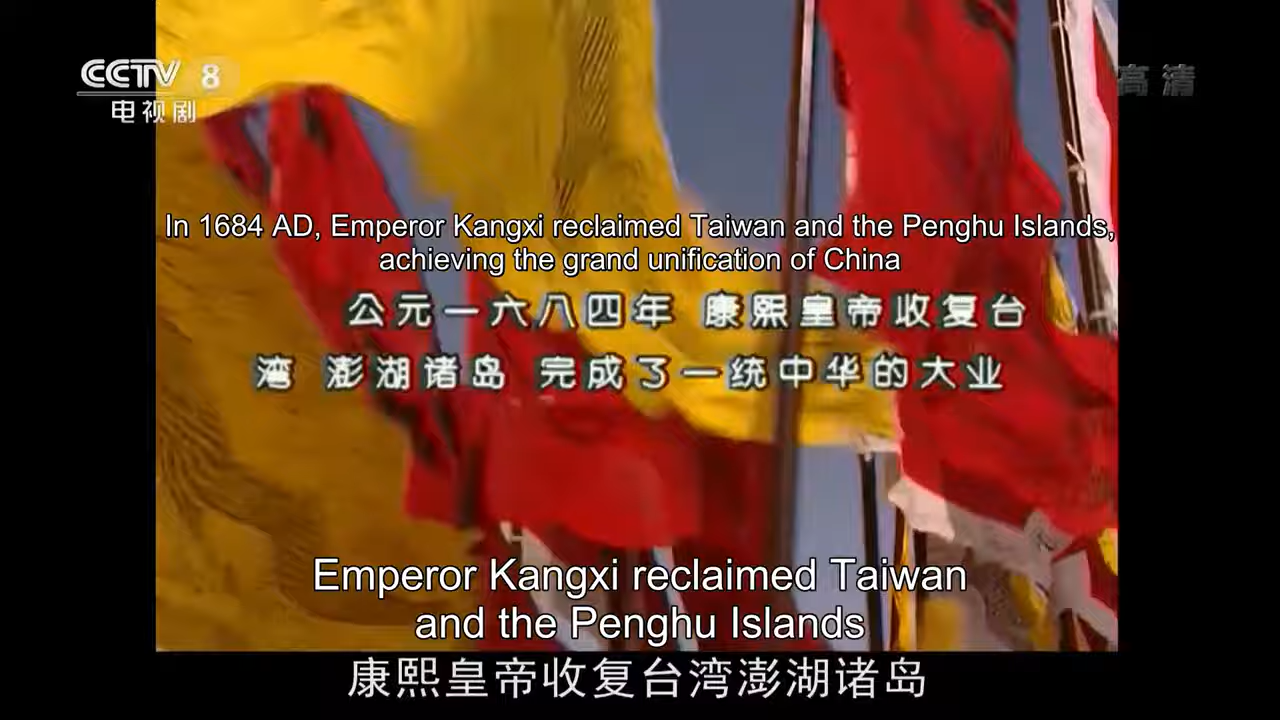 CCTV 8
电视剧
高清
In 1684 AD, Emperor Kangxi reclaimed Taiwan and the Penghu Islands,
achieving the grand unification of China
公元一六八四年 康熙皇帝收复台
湾 澎湖诸岛 完成了一统中华的大业
Emperor Kangxi reclaimed Taiwan
and the Penghu Islands
康熙皇帝收复台湾澎湖诸岛